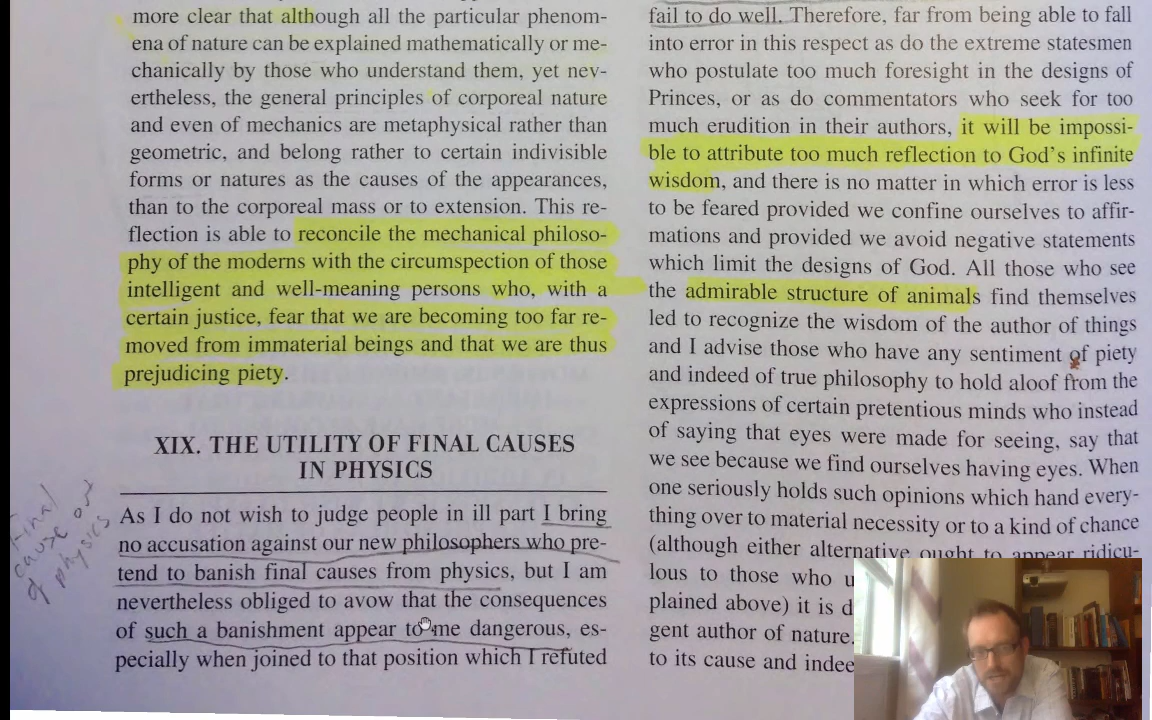 more clear that although all the particular phenom-
ena of nature can be explained mathematically or me-
chanically by those who understand them, yet nev-
ertheless, the general principles of corporeal nature
and even of mechanics are metaphysical rather than
geometric, and belong rather to certain indivisible
forms or natures as the causes of the appearances,
than to the corporeal mass or to extension. This re-
flection is able to reconcile the mechanical philoso-
phy of the moderns with the circumspection of those
intelligent and well-meaning persons who, with a
certain justice, fear that we are becoming too far re-
moved from immaterial beings and that we are thus
prejudicing piety.
XIX. THE UTILITY OF FINAL CAUSES
IN PHYSICS
Final
cause
of physics
As I do not wish to judge people in ill part I bring
no accusation against our new philosophers who pre-
tend to banish final causes from physics, but I am
nevertheless obliged to avow that the consequences
of such a banishment appear to me dangerous, es-
pecially when joined to that position which I refuted
fail to do well. Therefore, far from being able to fall
into error in this respect as do the extreme statesmen
who postulate too much foresight in the designs of
Princes, or as do commentators who seek for too
much erudition in their authors, it will be impossi-
ble to attribute too much reflection to God's infinite
wisdom, and there is no matter in which error is less
to be feared provided we confine ourselves to affir-
mations and provided we avoid negative statements
which limit the designs of God. All those who see
the admirable structure of animals find themselves
led to recognize the wisdom of the author of things
and I advise those who have any sentiment of piety
and indeed of true philosophy to hold aloof from the
expressions of certain pretentious minds who instead
of saying that eyes were made for seeing, say that
we see because we find ourselves having eyes. When
one seriously holds such opinions which hand every-
thing over to material necessity or to a kind of chance
(although either alternative ought to appear ridicu-
lous to those who u
plained above) it is d
gent author of nature.
to its cause and indee